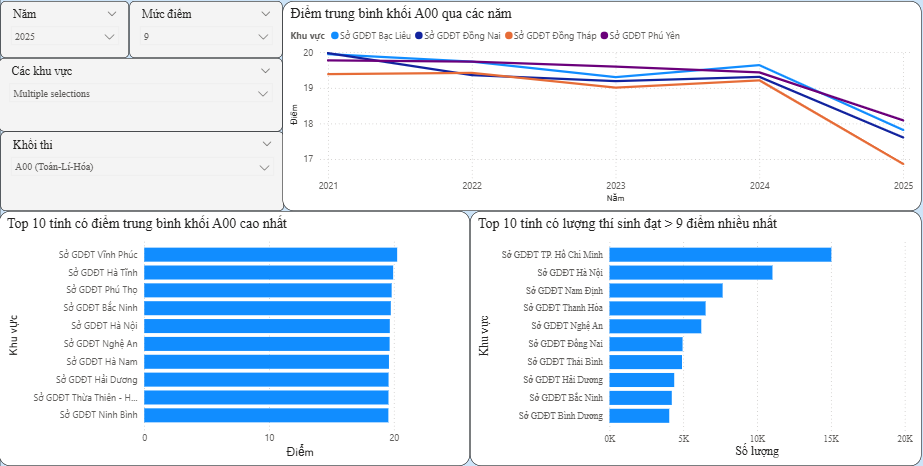 Năm
2025
Mức điểm
9
Các khu vực
Multiple selections
Khối thi
A00 (Toán-Lí-Hóa)
Điểm trung bình khối A00 qua các năm
Khu vực Sở GDĐT Bạc Liêu Sở GDĐT Đồng Nai Sở GDĐT Đồng Tháp Sở GDĐT Phú Yên
Điểm
20
19
18
17
2021 2022 2023 2024 2025
Năm
Top 10 tỉnh có điểm trung bình khối A00 cao nhất
Khu vực
Sở GDĐT Vĩnh Phúc
Sở GDĐT Hà Tĩnh
Sở GDĐT Phú Thọ
Sở GDĐT Bắc Ninh
Sở GDĐT Hà Nội
Sở GDĐT Nghệ An
Sở GDĐT Hà Nam
Sở GDĐT Hải Dương
Sở GDĐT Thừa Thiên - H...
Sở GDĐT Ninh Bình
0 10 20
Điểm
Top 10 tỉnh có lượng thí sinh đạt > 9 điểm nhiều nhất
Khu vực
Sở GDĐT TP. Hồ Chí Minh
Sở GDĐT Hà Nội
Sở GDĐT Nam Định
Sở GDĐT Thanh Hóa
Sở GDĐT Nghệ An
Sở GDĐT Đồng Nai
Sở GDĐT Thái Bình
Sở GDĐT Hải Dương
Sở GDĐT Bắc Ninh
Sở GDĐT Bình Dương
0K 5K 10K 15K 20K
Số lượng